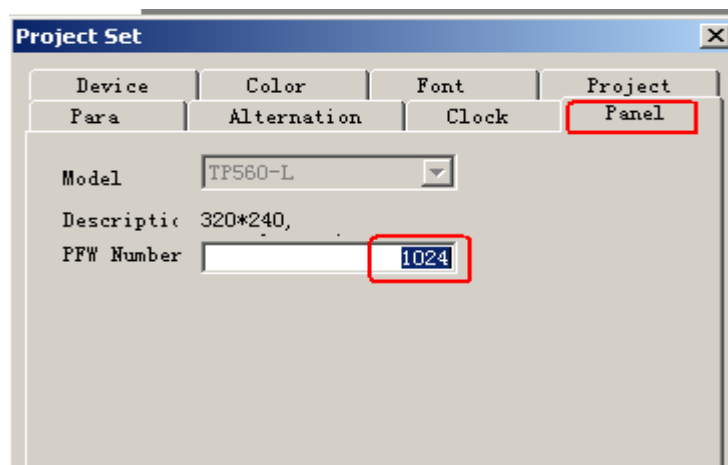 Project Set
Device Color Font Project
Para Alternation Clock Panel
Model TP560-L
Descriptic 320*240,
PFW Number 1024